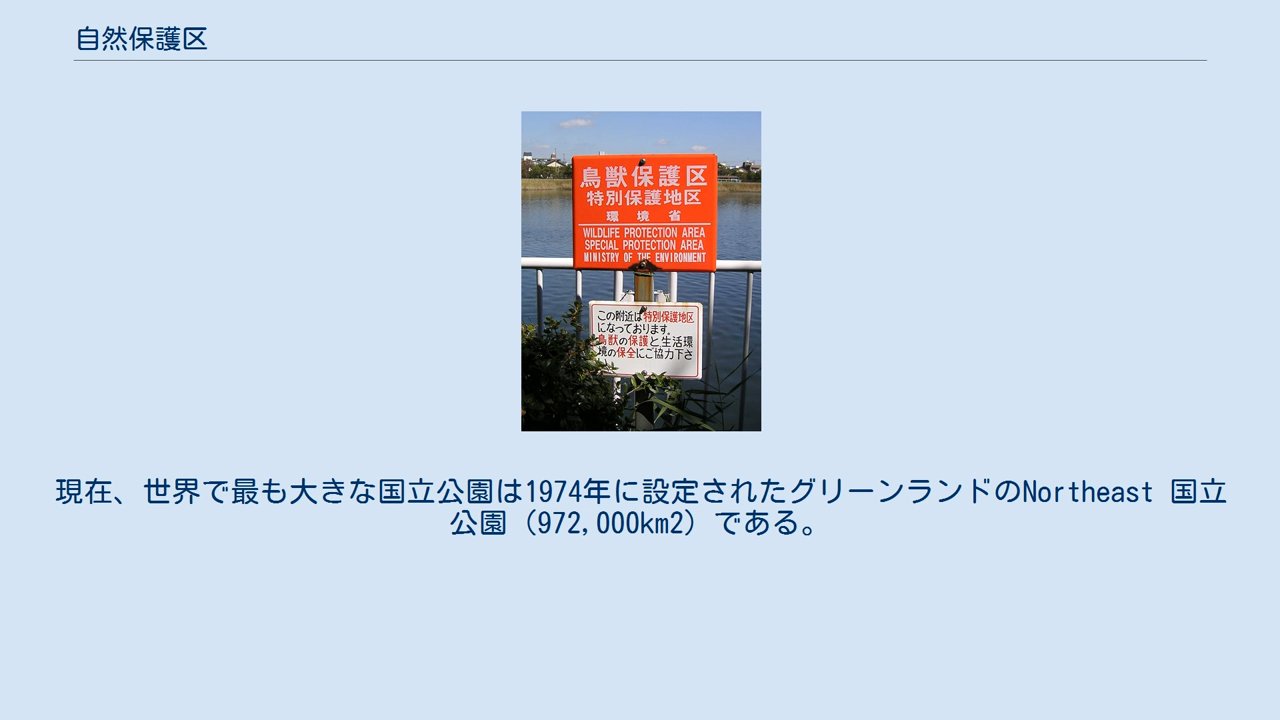 自然保護区
鳥獣保護区
特別保護地区
環境省
WILDLIFE PROTECTION AREA
SPECIAL PROTECTION AREA
MINISTRY OF THE ENVIRONMENT
この附近は特別保護地区
になっております。
鳥獣の保護と生活環
境の保全にご協力下さ
現在、世界で最も大きな国立公園は1974年に設定されたグリーンランドのNortheast 国立
公園（972,000km2）である。